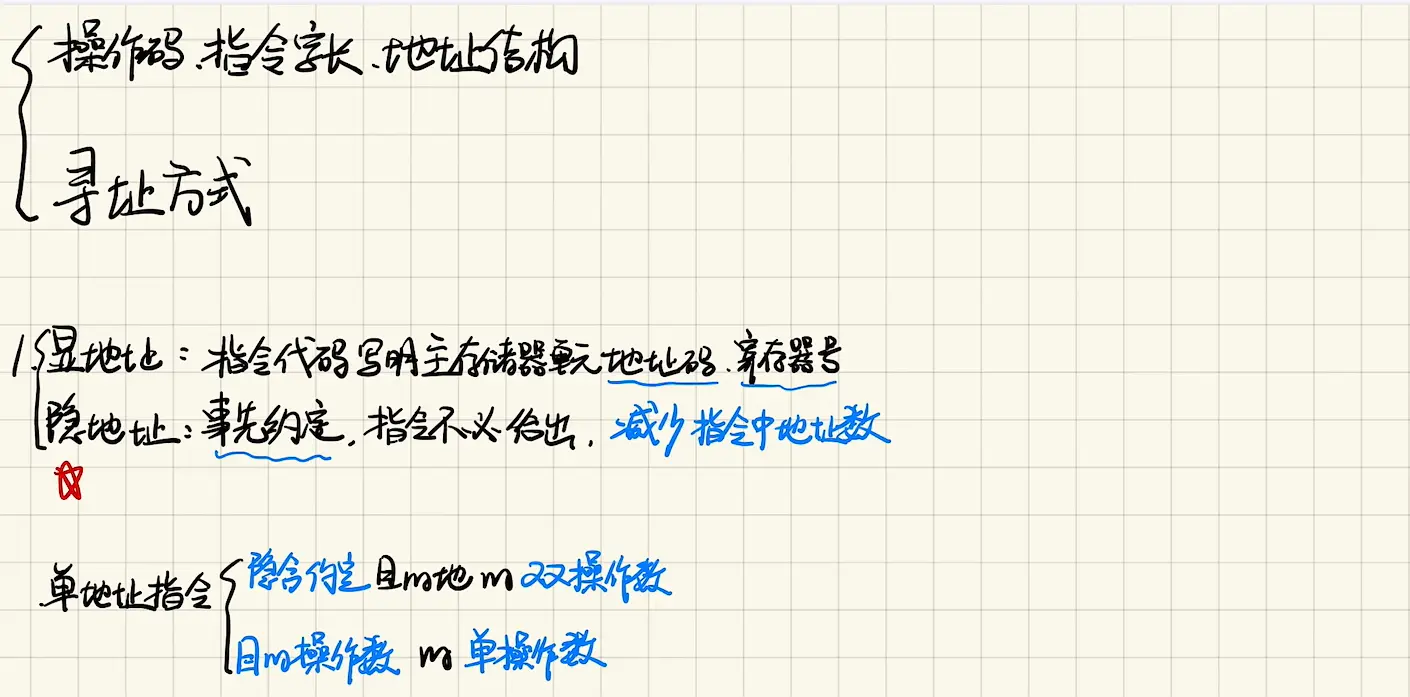 操作码、指令字长、地址结构
寻址方式
1. 显地址：指令代码写明主存储器单元地址码、寄存器号
隐地址：事先约定，指令不必给出，减少指令中地址数
单地址指令
隐含约定目的地的双操作数
目的操作数的单操作数